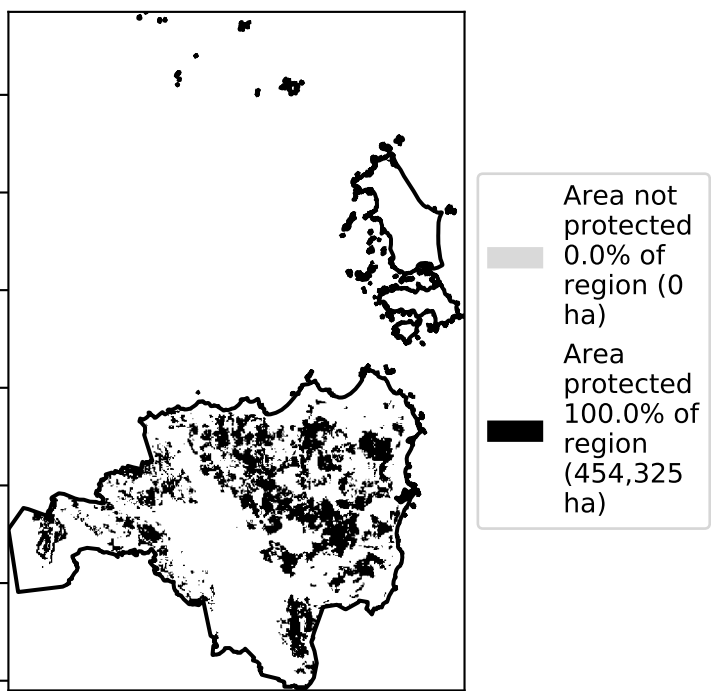 Area not
protected
0.0% of
region (0
ha)
Area
protected
100.0% of
region
(454,325
ha)